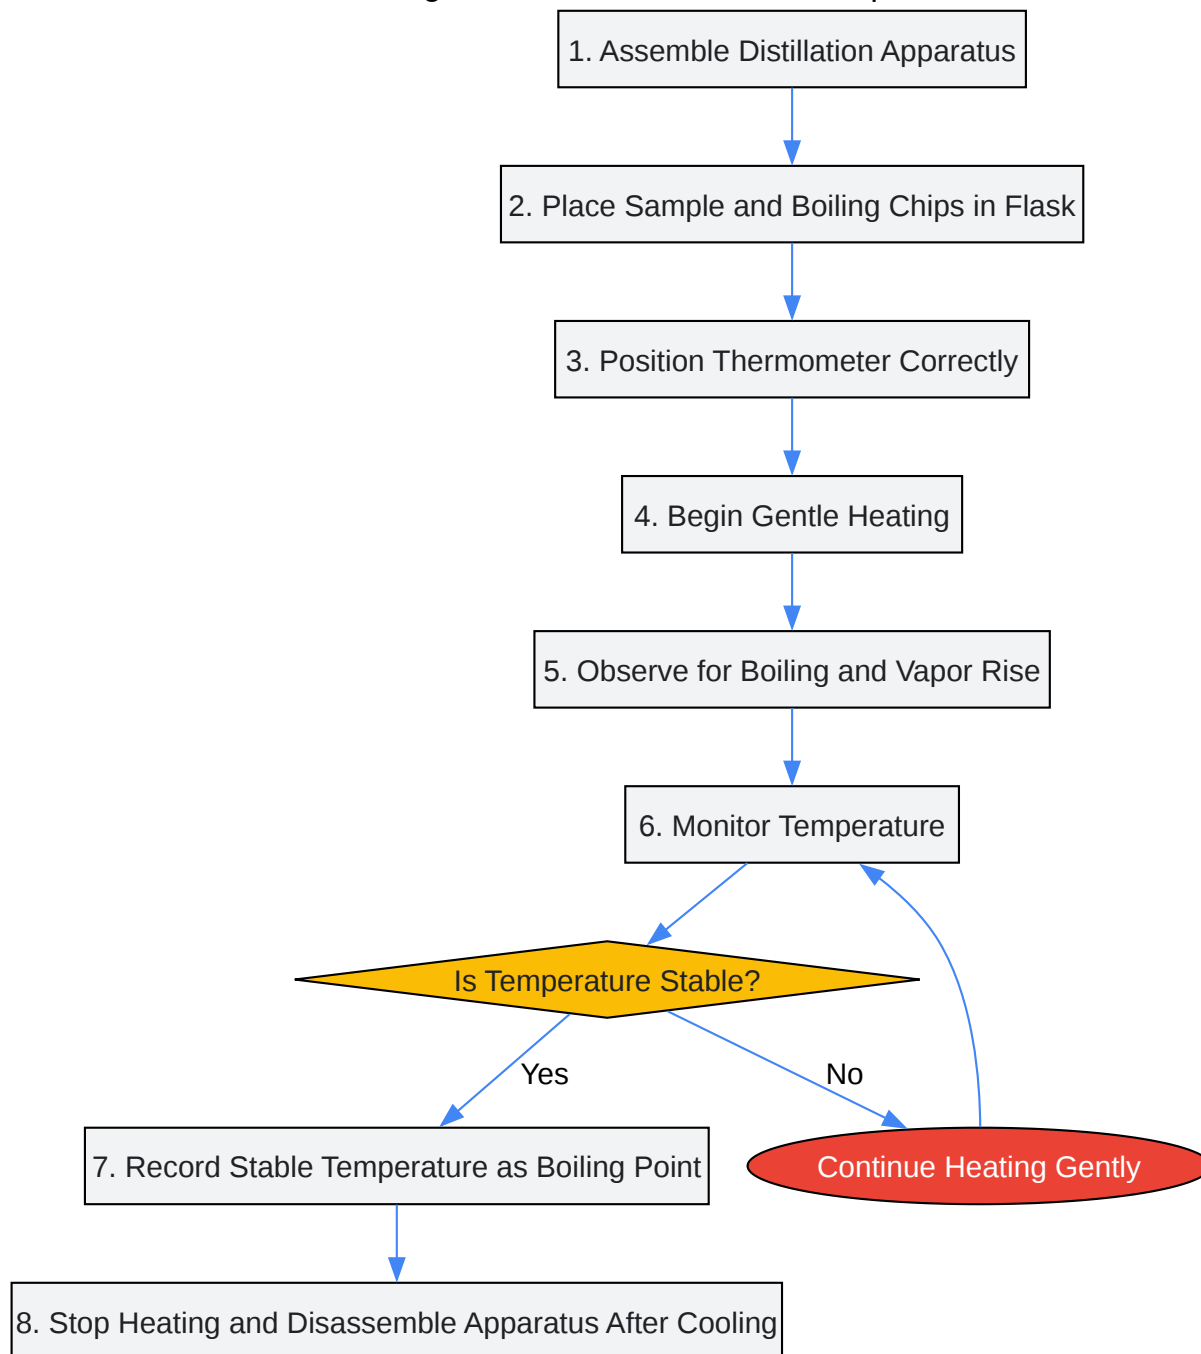 1. Assemble Distillation Apparatus
2. Place Sample and Boiling Chips in Flask
3. Position Thermometer Correctly
4. Begin Gentle Heating
5. Observe for Boiling and Vapor Rise
6. Monitor Temperature
Is Temperature Stable?
Yes
No
7. Record Stable Temperature as Boiling Point
Continue Heating Gently
8. Stop Heating and Disassemble Apparatus After Cooling